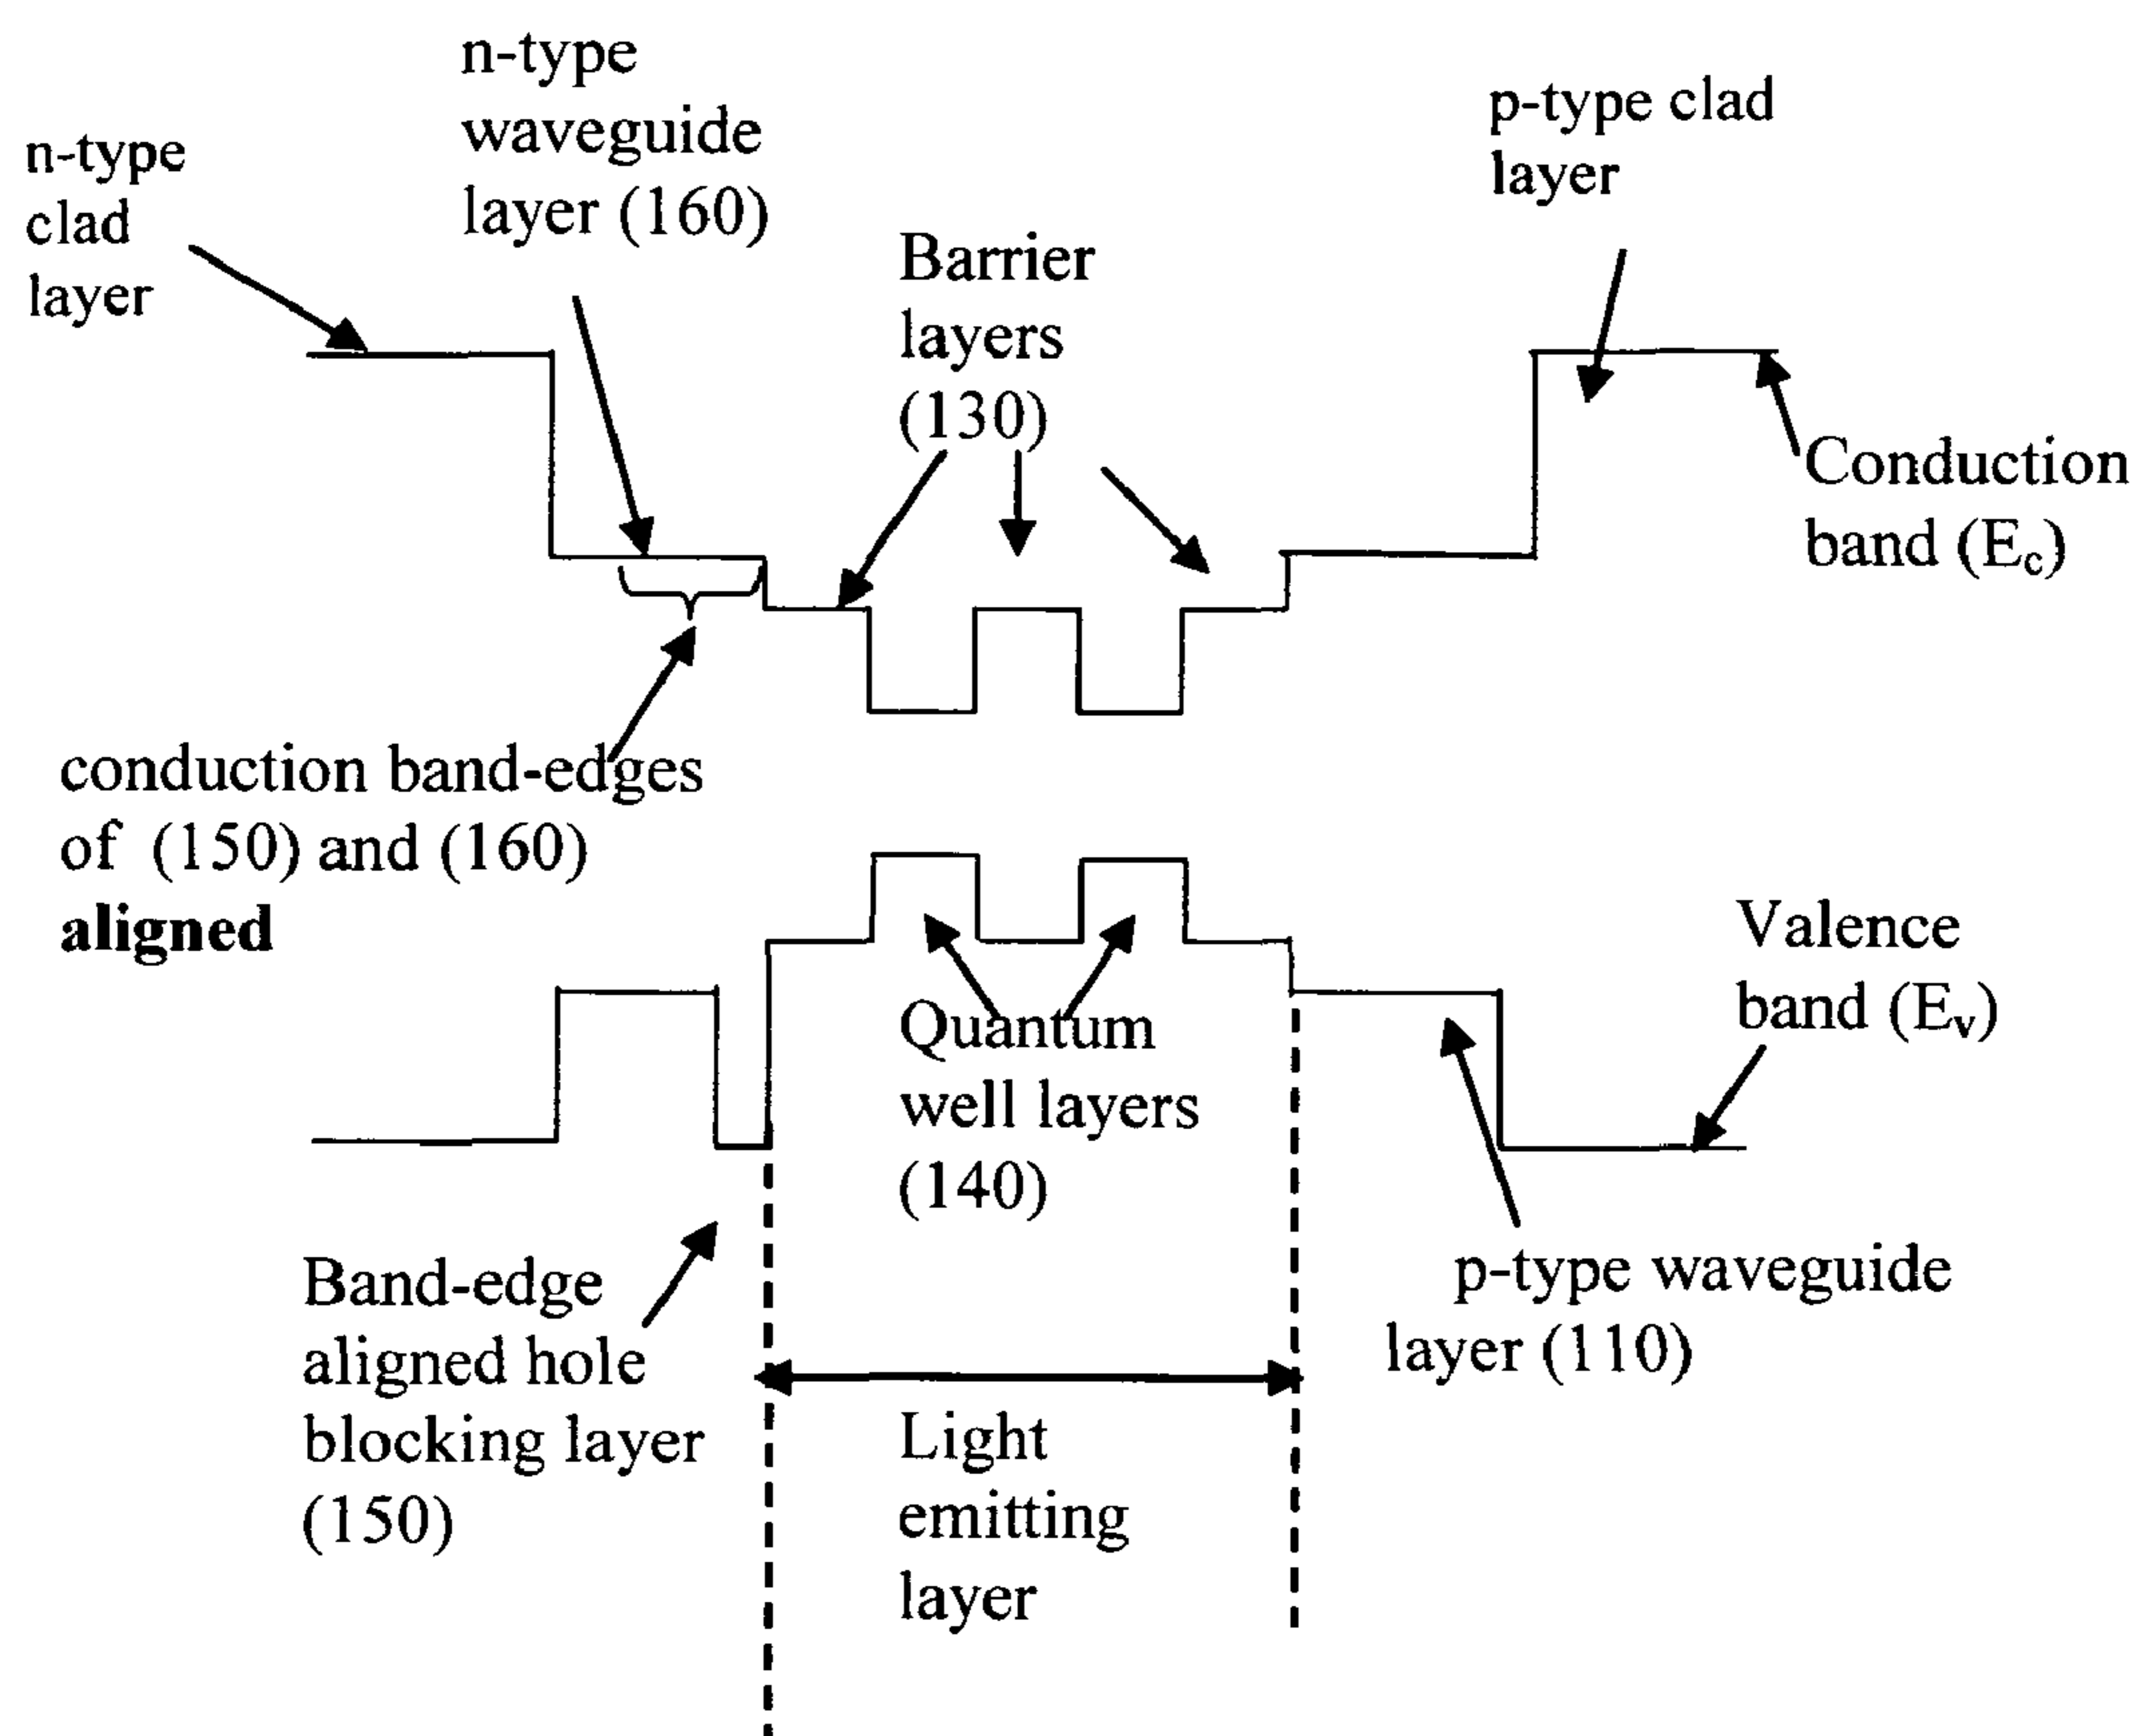 n-type
clad
layer
n-type
waveguide
layer (160)
Barrier
layers
(130)
p-type clad
layer
Conduction
band (Ec)
conduction band-edges
of (150) and (160)
aligned
Quantum
well layers
(140)
Valence
band (Ev)
Band-edge
aligned hole
blocking layer
(150)
Light
emitting
layer
p-type waveguide
layer (110)